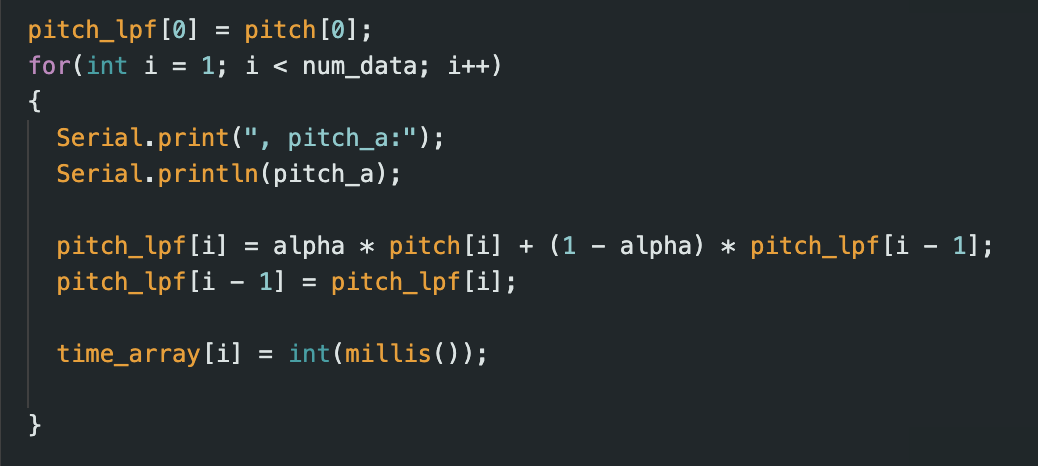 pitch_lpf[0] = pitch[0];
for(int i = 1; i < num_data; i++)
{
Serial.print(", pitch_a:");
Serial.println(pitch_a);
pitch_lpf[i] = alpha * pitch[i] + (1 - alpha) * pitch_lpf[i - 1];
pitch_lpf[i - 1] = pitch_lpf[i];
time_array[i] = int(millis());
}